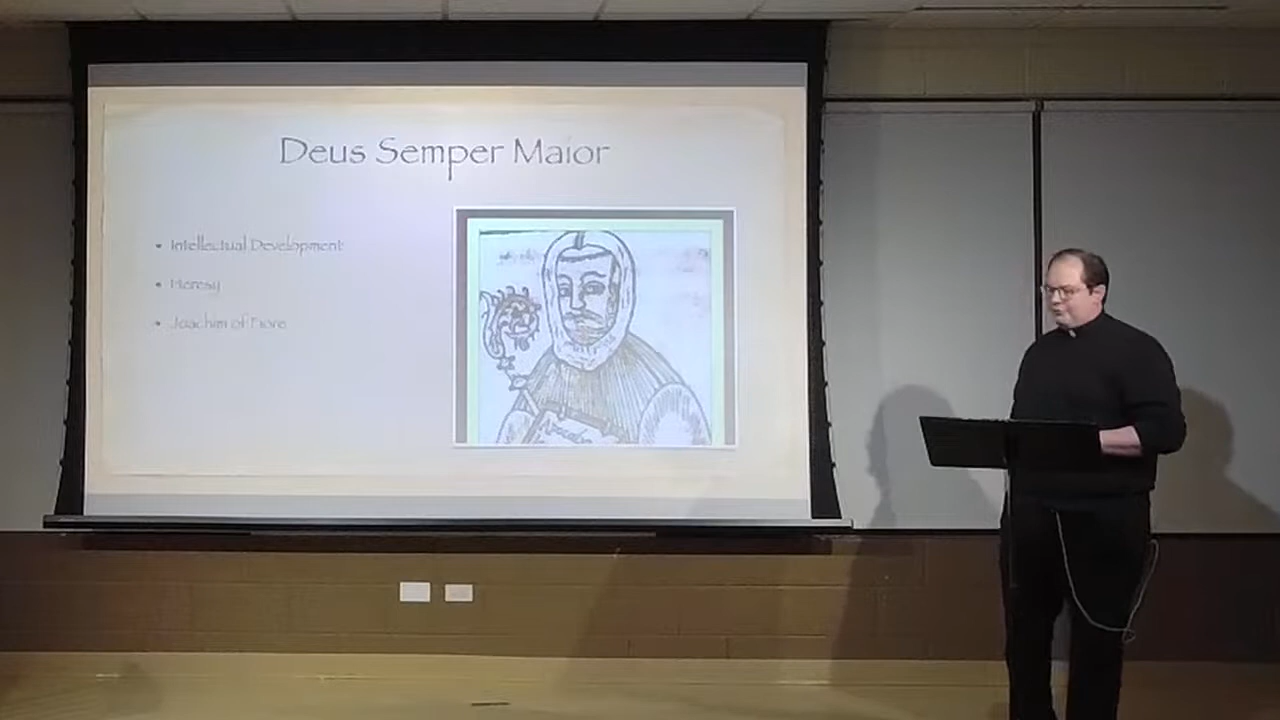 Deus Semper Maior
• Intellectual Development
• Heresy
• Joachim of Fiore